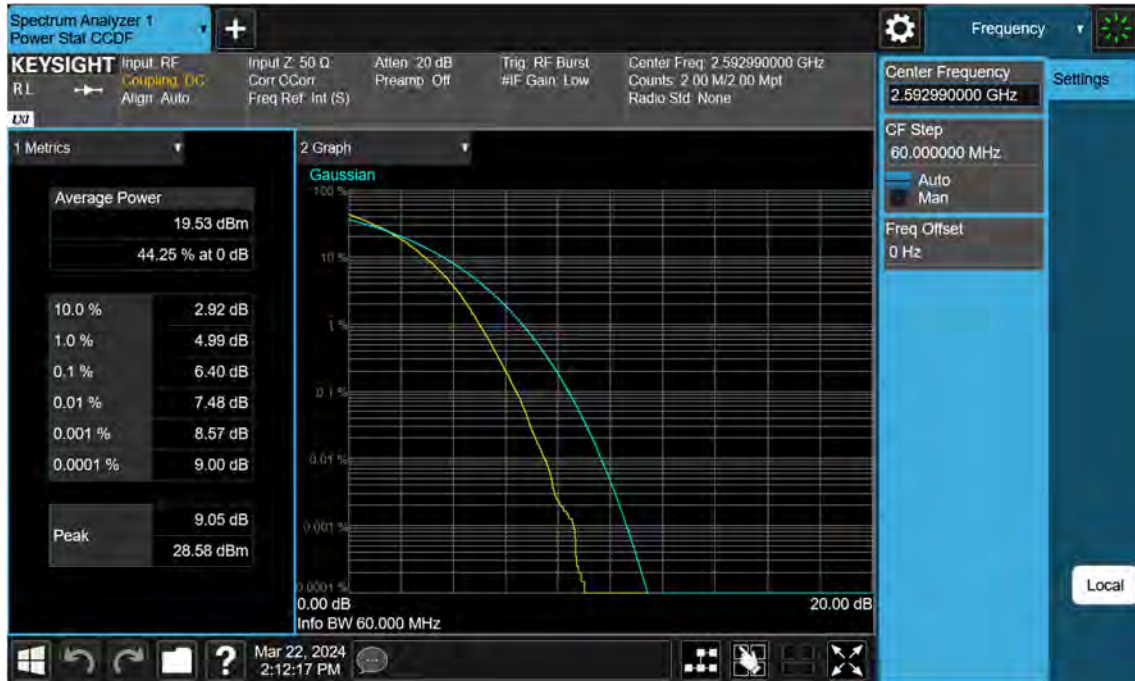 Spectrum Analyzer 1
Power Stat CCDF
+
Frequency
KEYSIGHT
RL
LXI
Input: RF
Coupling: DC
Align: Auto
Input Z: 50 Ω
Corr CCorr
Freq Ref: Int (S)
Atten: 20 dB
Preamp: Off
Trig: RF Burst
#IF Gain: Low
Center Freq: 2.592990000 GHz
Counts: 2.00 M/2.00 Mpt
Radio Std: None
Center Frequency
2.592990000 GHz
Settings
CF Step
60.000000 MHz
Auto
Man
Freq Offset
0 Hz
Local
1 Metrics
Average Power
19.53 dBm
44.25 % at 0 dB
10.0 % 2.92 dB
1.0 % 4.99 dB
0.1 % 6.40 dB
0.01 % 7.48 dB
0.001 % 8.57 dB
0.0001 % 9.00 dB
Peak
9.05 dB
28.58 dBm
2 Graph
Gaussian
100 %
10 %
1 %
0.1 %
0.01 %
0.001 %
0.0001 %
0.00 dB 20.00 dB
Info BW 60.000 MHz
?
Mar 22, 2024
2:12:17 PM